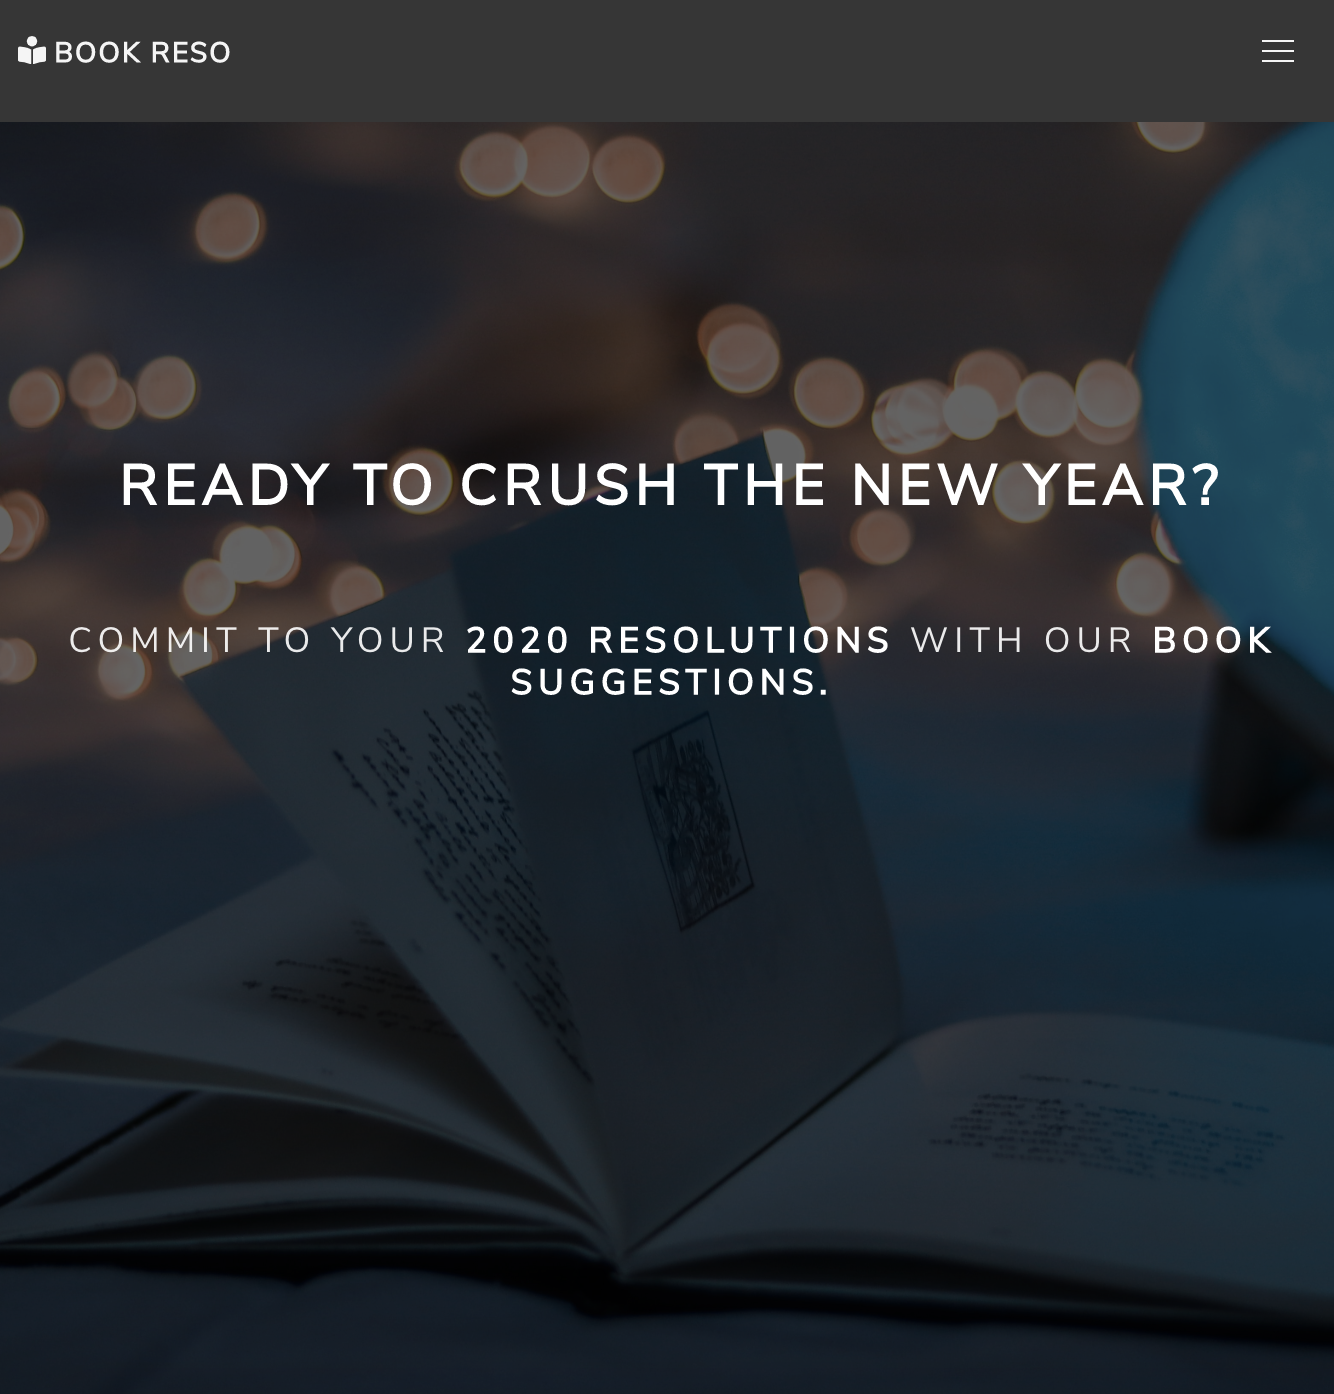 BOOK RESO
READY TO CRUSH THE NEW YEAR?
COMMIT TO YOUR 2020 RESOLUTIONS WITH OUR BOOK
SUGGESTIONS.